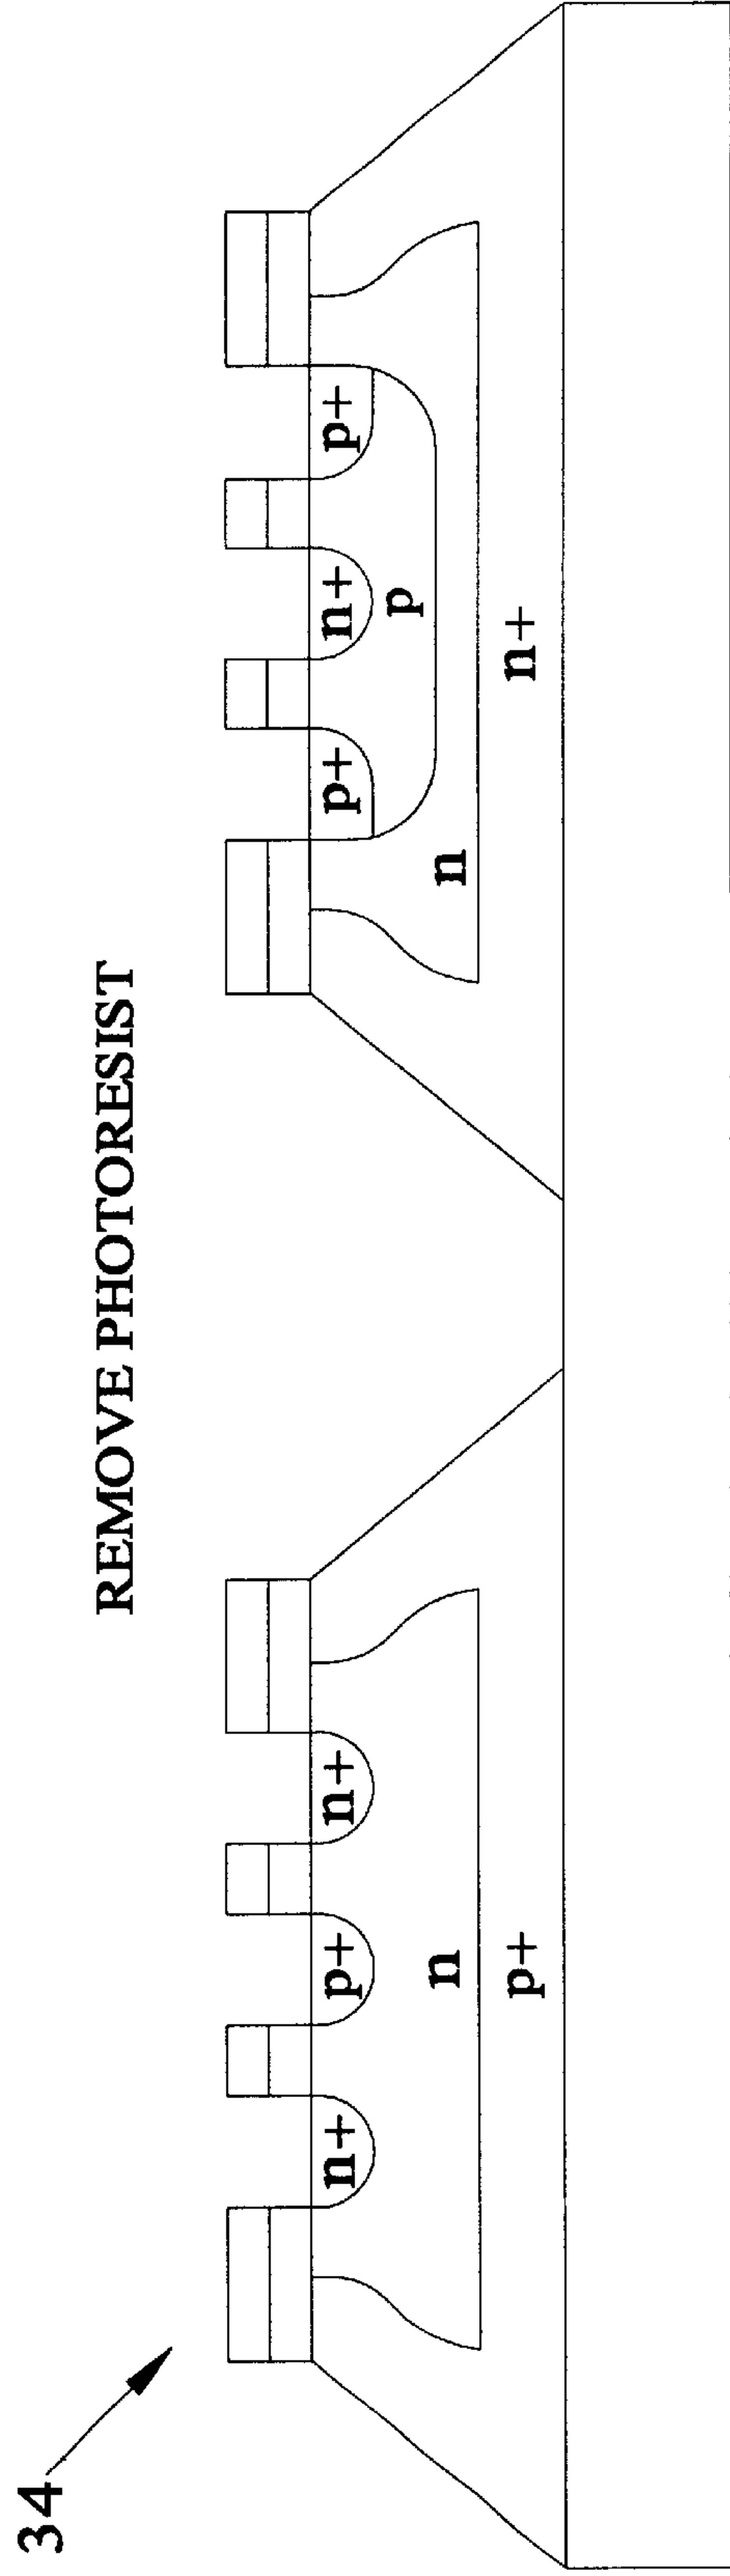 34
REMOVE PHOTORESIST
n+ p+ n+ p+ n+ p+
n n p
p+ n+